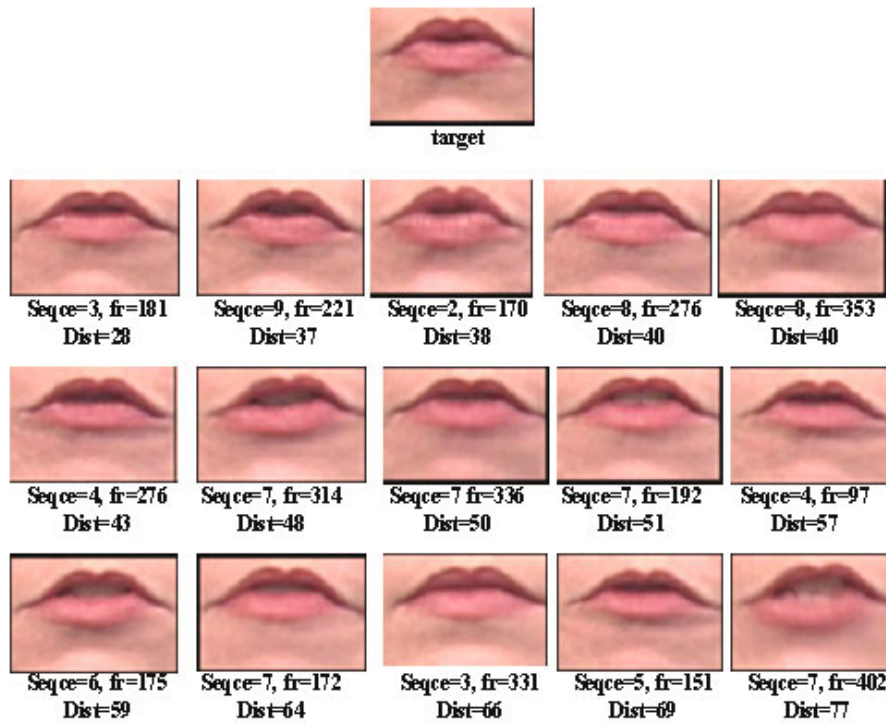 target
Seqce=3, fr=181
Dist=28
Seqce=9, fr=221
Dist=37
Seqce=2, fr=170
Dist=38
Seqce=8, fr=276
Dist=40
Seqce=8, fr=353
Dist=40
Seqce=4, fr=276
Dist=43
Seqce=7, fr=314
Dist=48
Seqce=7 fr=336
Dist=50
Seqce=7, fr=192
Dist=51
Seqce=4, fr=97
Dist=57
Seqce=6, fr=175
Dist=59
Seqce=7, fr=172
Dist=64
Seqce=3, fr=331
Dist=66
Seqce=5, fr=151
Dist=69
Seqce=7, fr=402
Dist=77